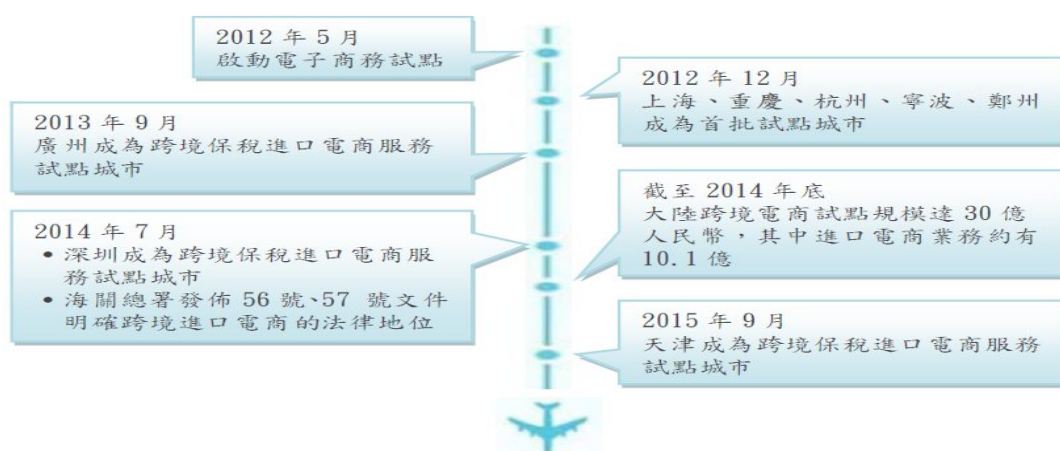 2012 年 5 月
啟動電子商務試點
2012 年 12 月
上海、重慶、杭州、寧波、鄭州
成為首批試點城市
2013 年 9 月
廣州成為跨境保稅進口電商服務
試點城市
截至 2014 年底
大陸跨境電商試點規模達 30 億
人民幣，其中進口電商業務約有
10.1 億
2014 年 7 月
• 深圳成為跨境保稅進口電商服
務試點城市
• 海關總署發佈 56 號、57 號文件
明確跨境進口電商的法律地位
2015 年 9 月
天津成為跨境保稅進口電商服務
試點城市